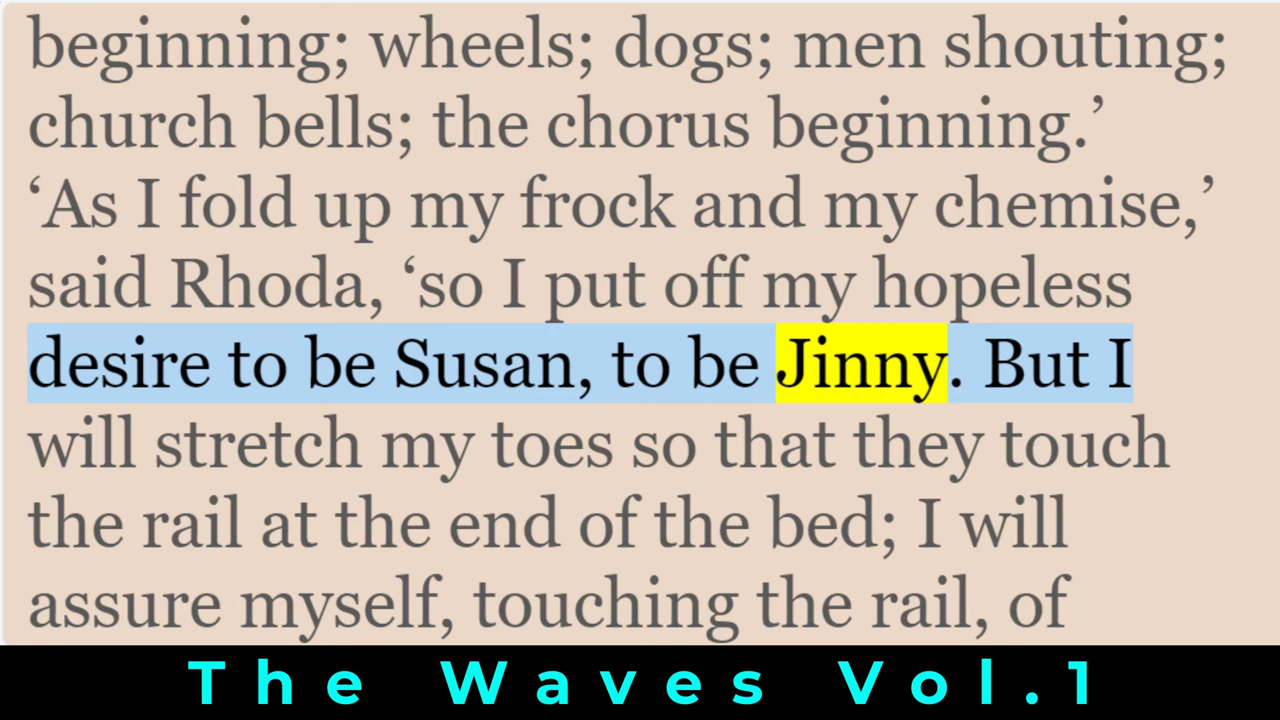 beginning; wheels; dogs; men shouting;
church bells; the chorus beginning.’
‘As I fold up my frock and my chemise,’
said Rhoda, ‘so I put off my hopeless
desire to be Susan, to be Jinny. But I
will stretch my toes so that they touch
the rail at the end of the bed; I will
assure myself, touching the rail, of
The Waves Vol.1